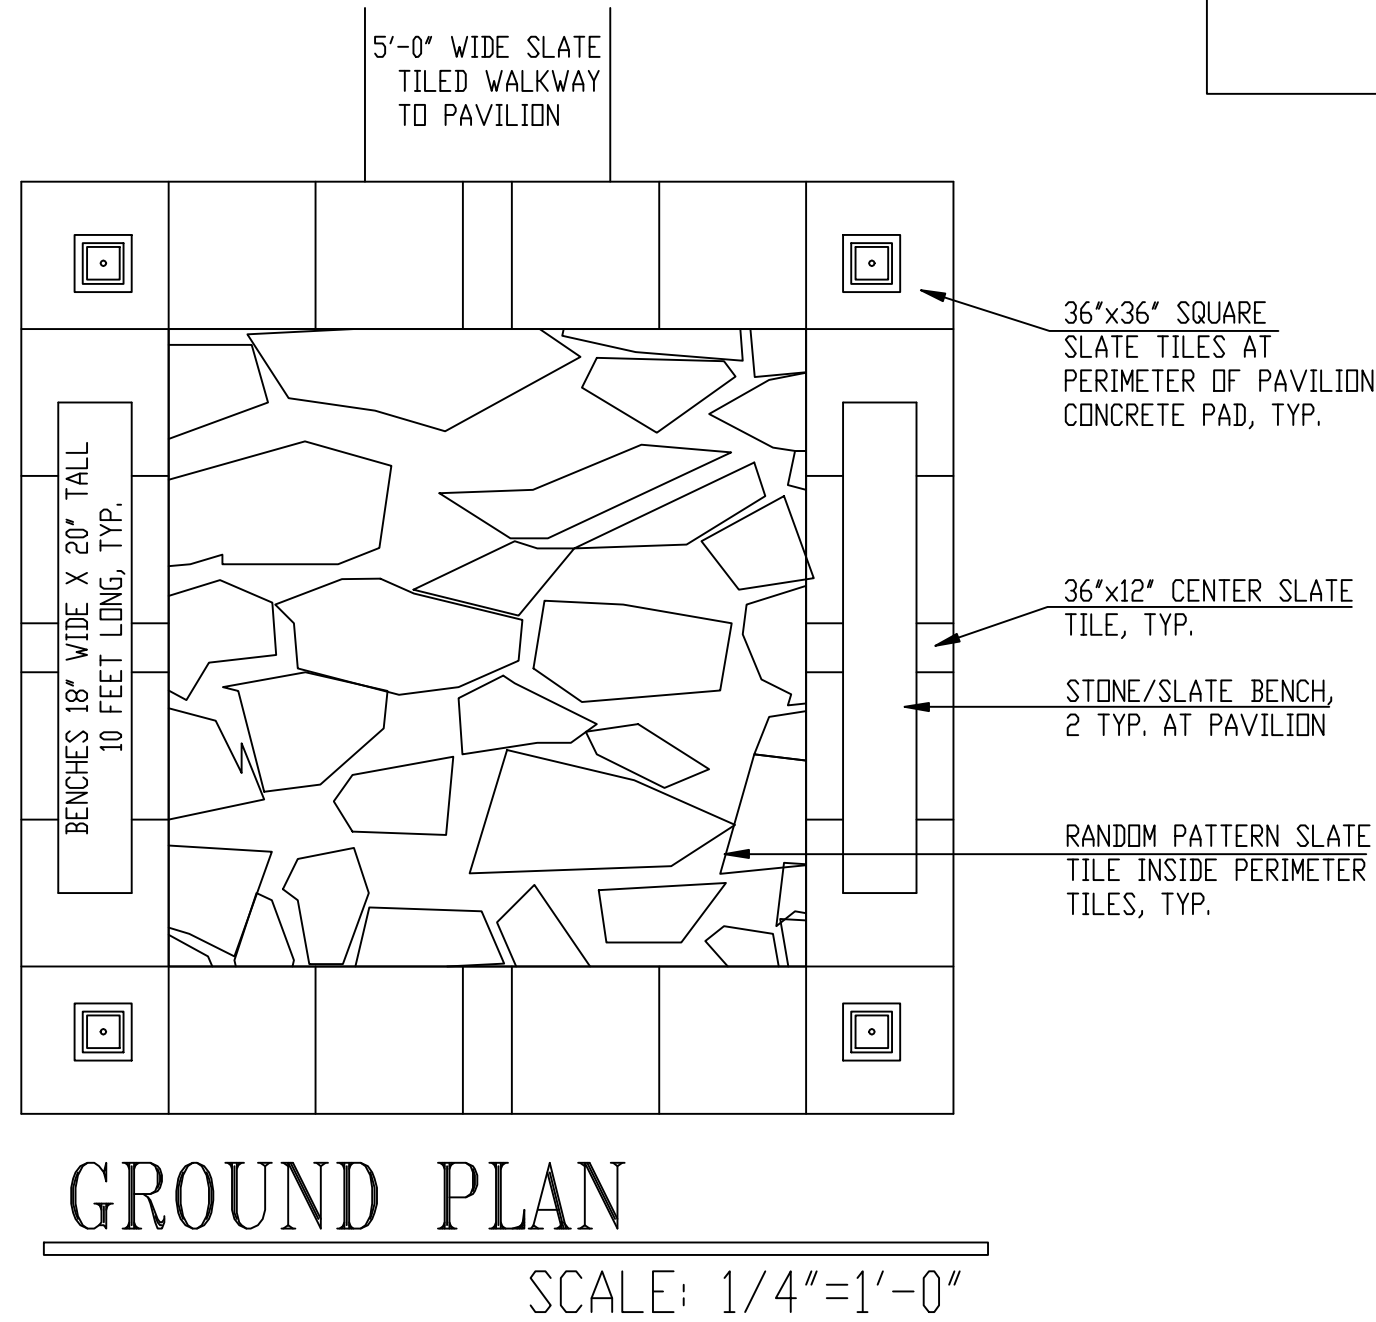 5'-0" WIDE SLATE
TILED WALKWAY
TO PAVILION
36"x36" SQUARE
SLATE TILES AT
PERIMETER OF PAVILION
CONCRETE PAD, TYP.
BENCHES 18" WIDE X 20" TALL
10 FEET LONG, TYP.
36"x12" CENTER SLATE
TILE, TYP.
STONE/SLATE BENCH,
2 TYP. AT PAVILION
RANDOM PATTERN SLATE
TILE INSIDE PERIMETER
TILES, TYP.
GROUND PLAN
SCALE: 1/4"=1'-0"